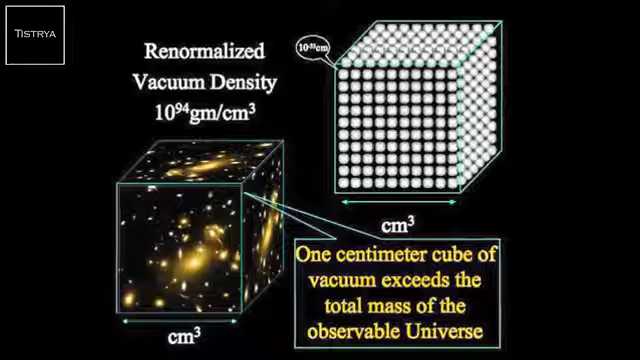 TISTRYA
Renormalized
Vacuum Density
10⁹⁴gm/cm³
10⁻³³cm
cm³
cm³
One centimeter cube of
vacuum exceeds the
total mass of the
observable Universe